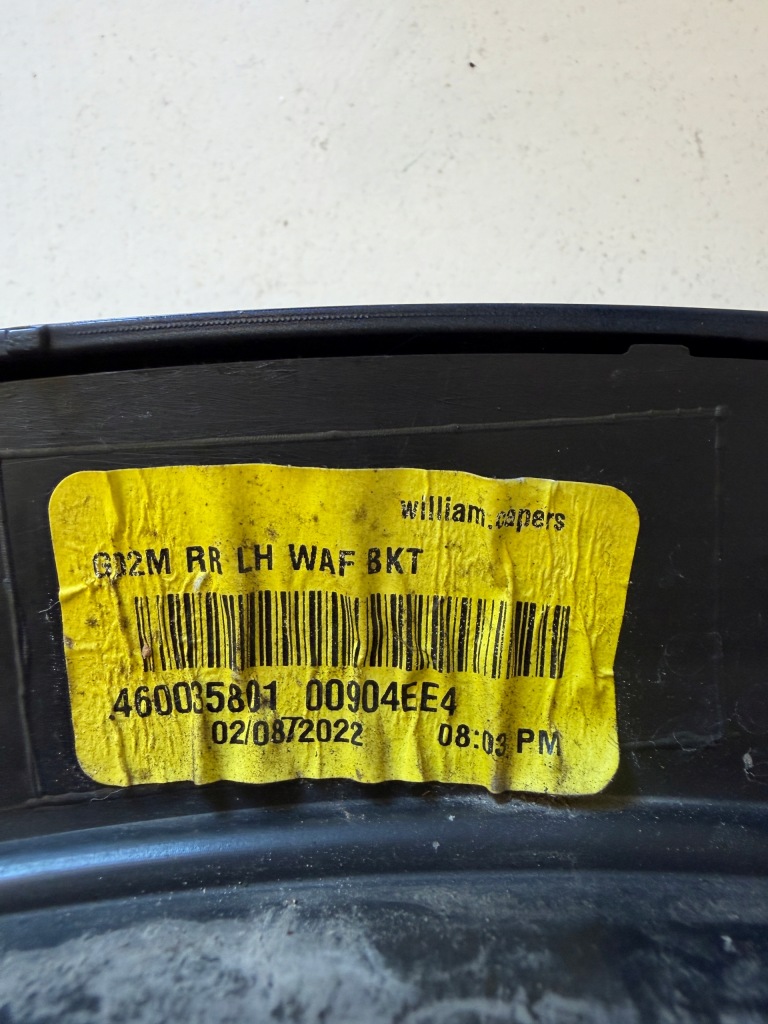 william.capers
G02M RR LH WAF BKT
460035801 00904EE4
02/08/2022 08:03 PM